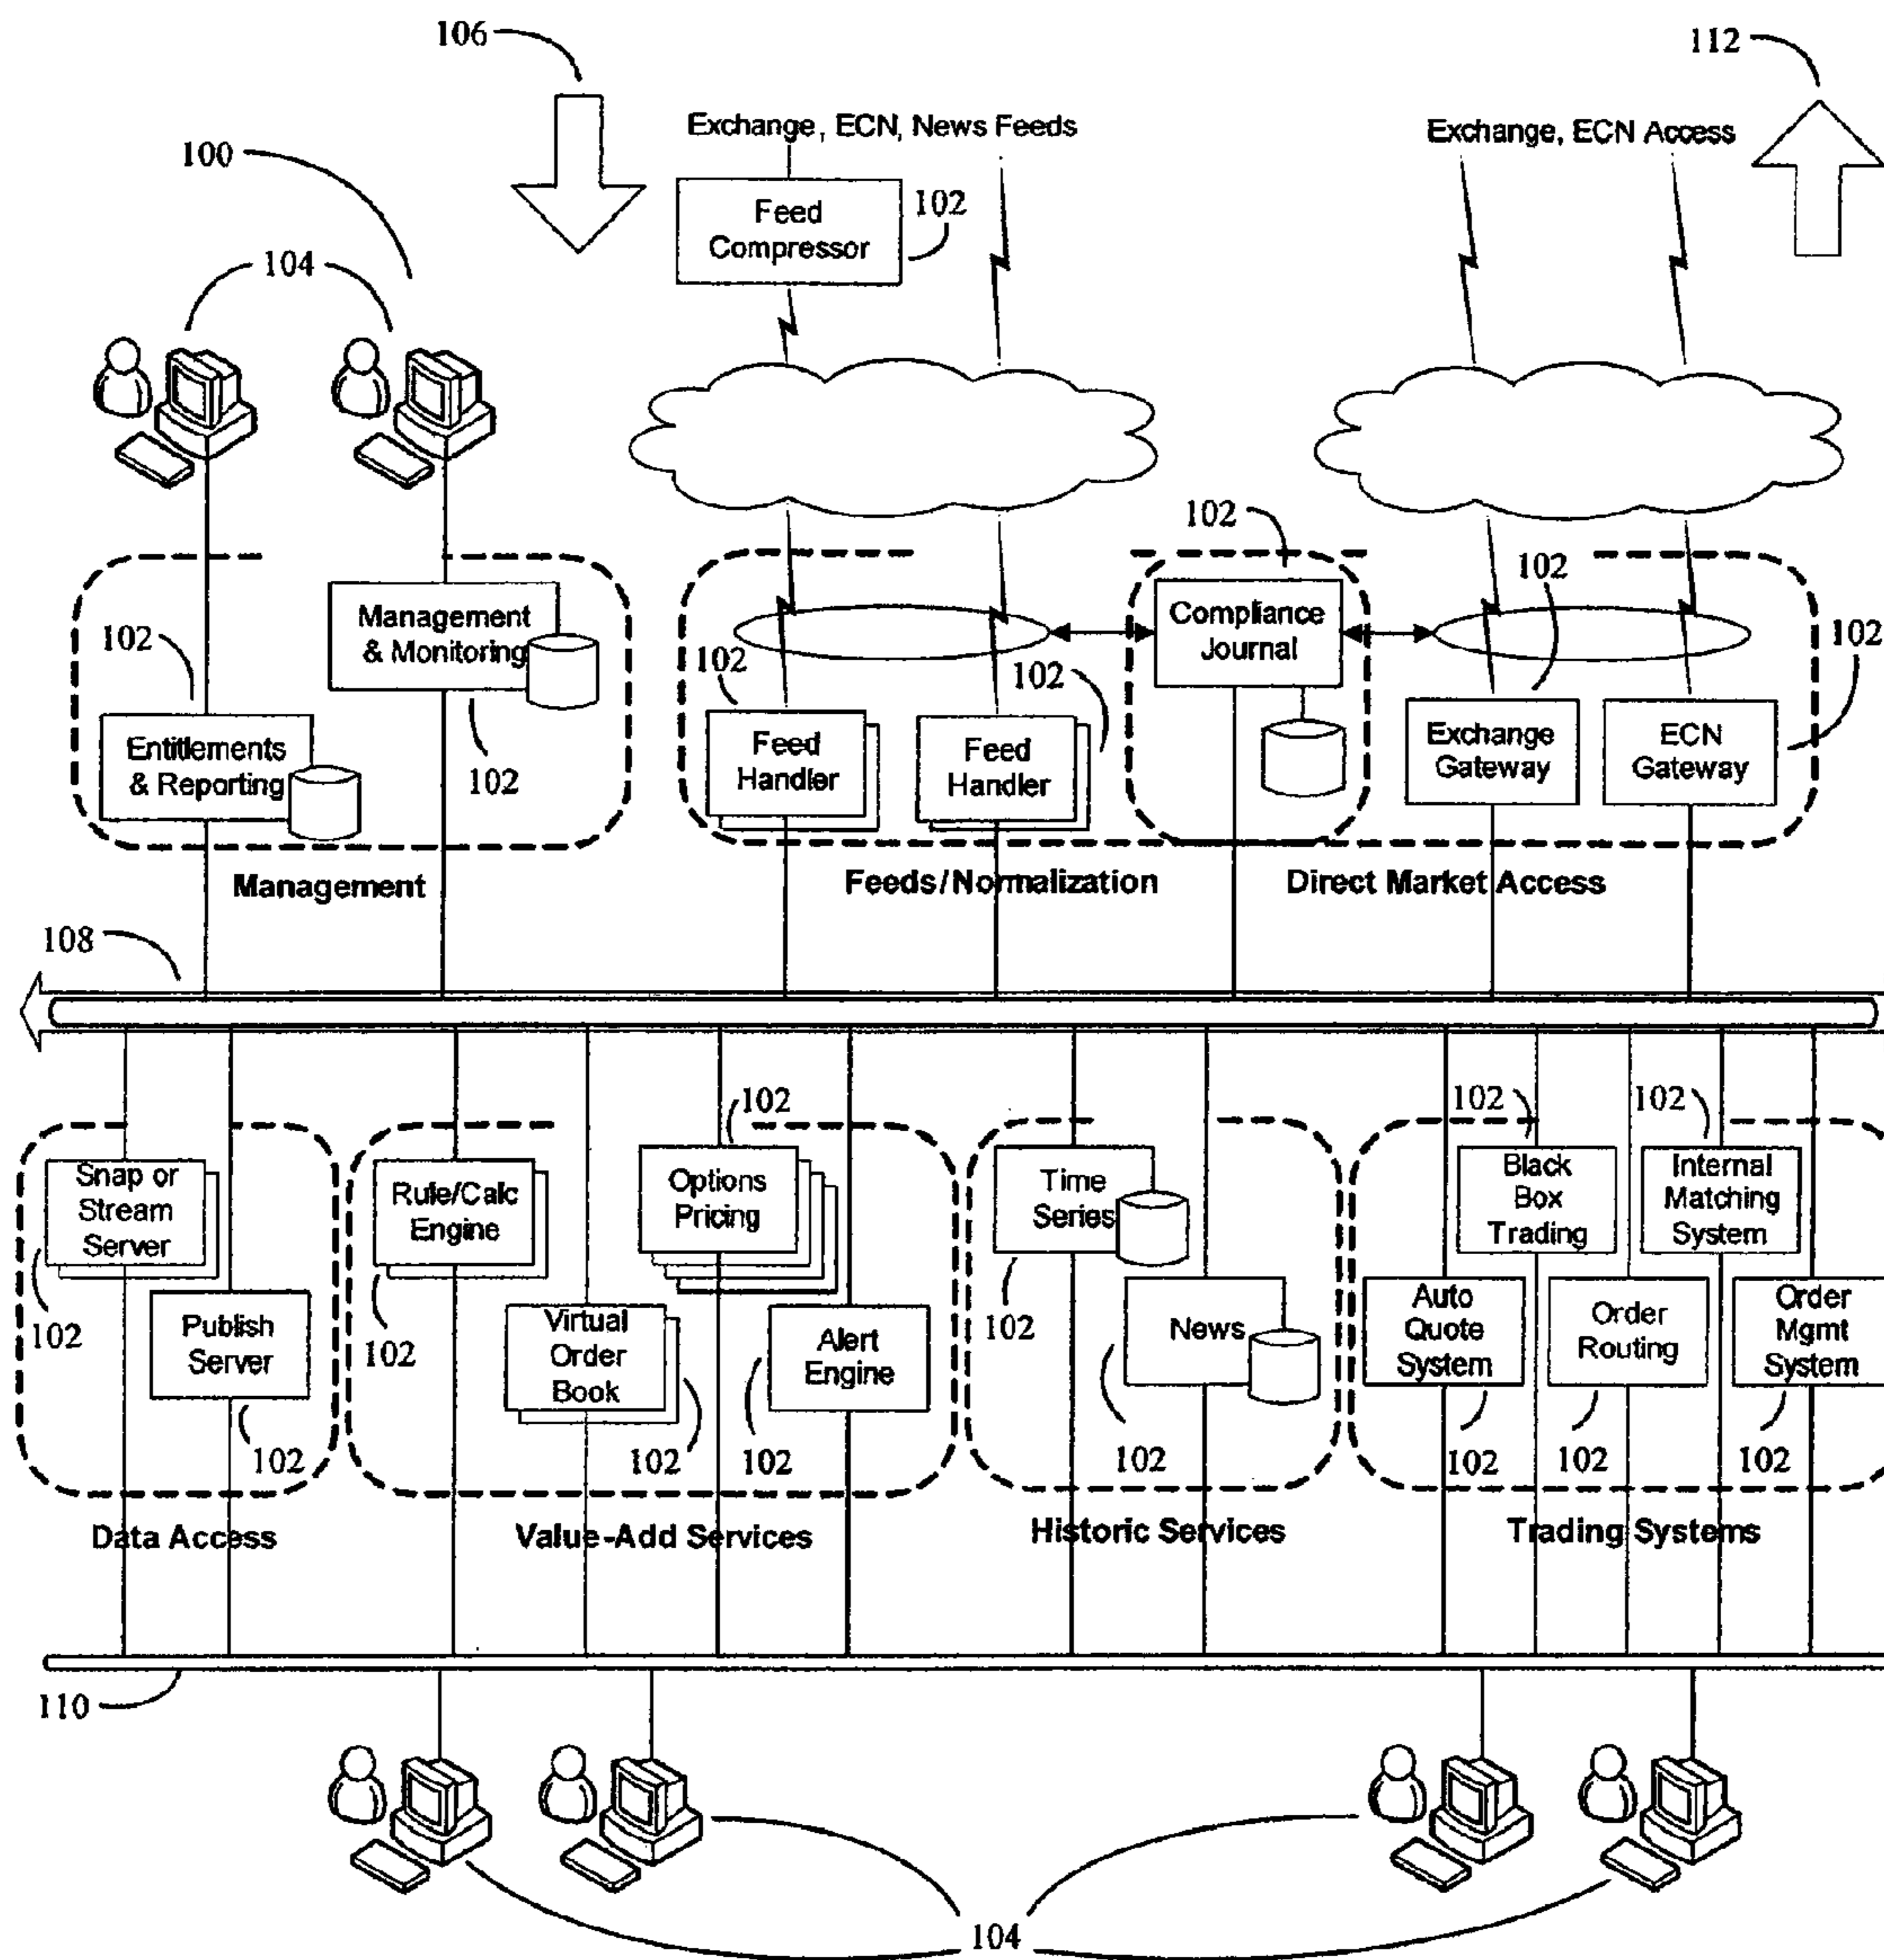 106
112
Exchange, ECN, News Feeds
Exchange, ECN Access
100
Feed
Compressor
102
104
102
Management
& Monitoring
Compliance
Journal
102
102
102
102
102
Entitlements
& Reporting
102
Feed
Handler
Feed
Handler
Exchange
Gateway
ECN
Gateway
Management
Feeds/Normalization
Direct Market Access
108
102
102
102
Snap or
Stream
Server
Rule/Calc
Engine
Options
Pricing
Time
Series
Black
Box
Trading
Internal
Matching
System
102
102
102
Publish
Server
Virtual
Order
Book
Alert
Engine
News
Auto
Quote
System
Order
Routing
Order
Mgmt
System
102
102
102
102
102
102
102
Data Access
Value-Add Services
Historic Services
Trading Systems
110
104